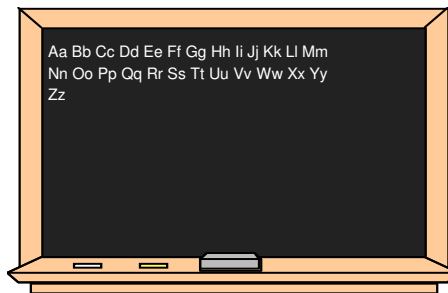 Aa Bb Cc Dd Ee Ff Gg Hh Ii Jj Kk Ll Mm
Nn Oo Pp Qq Rr Ss Tt Uu Vv Ww Xx Yy
Zz